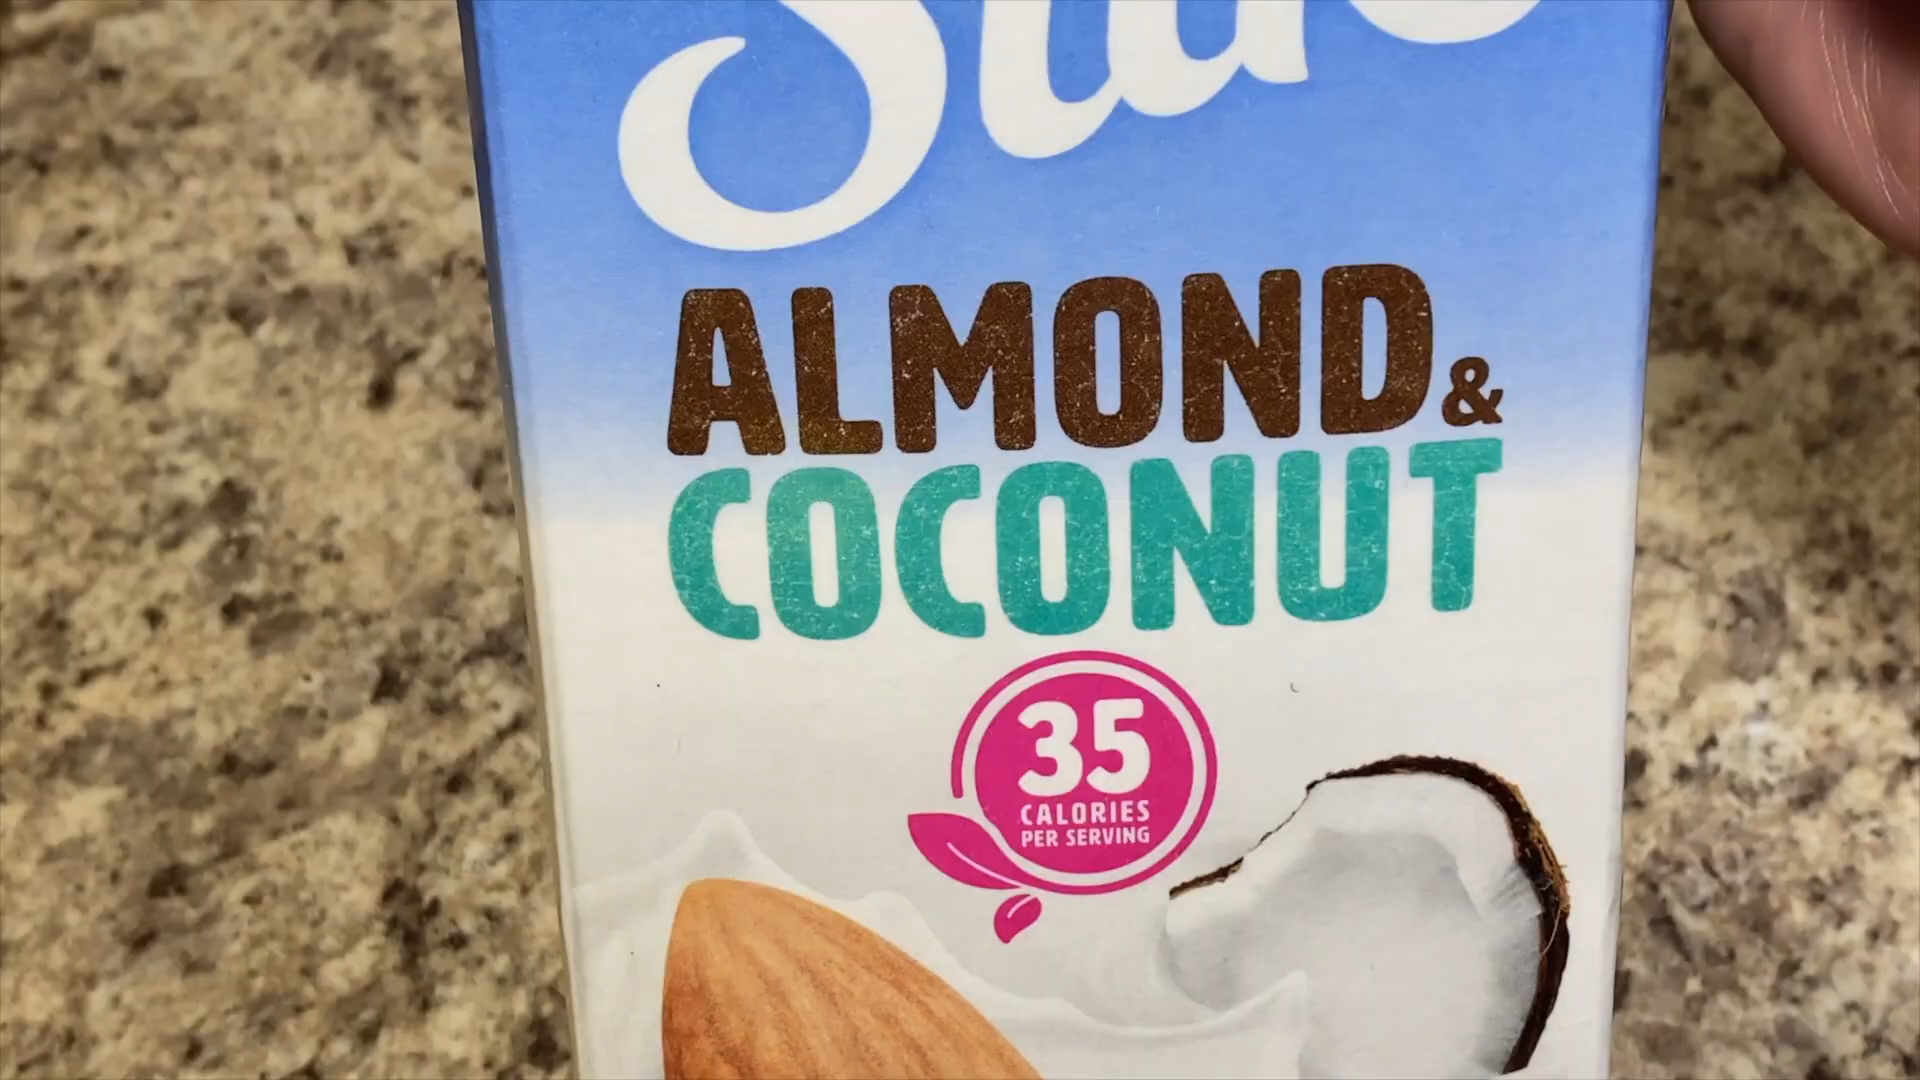 ALMOND &
COCONUT
35
CALORIES
PER SERVING